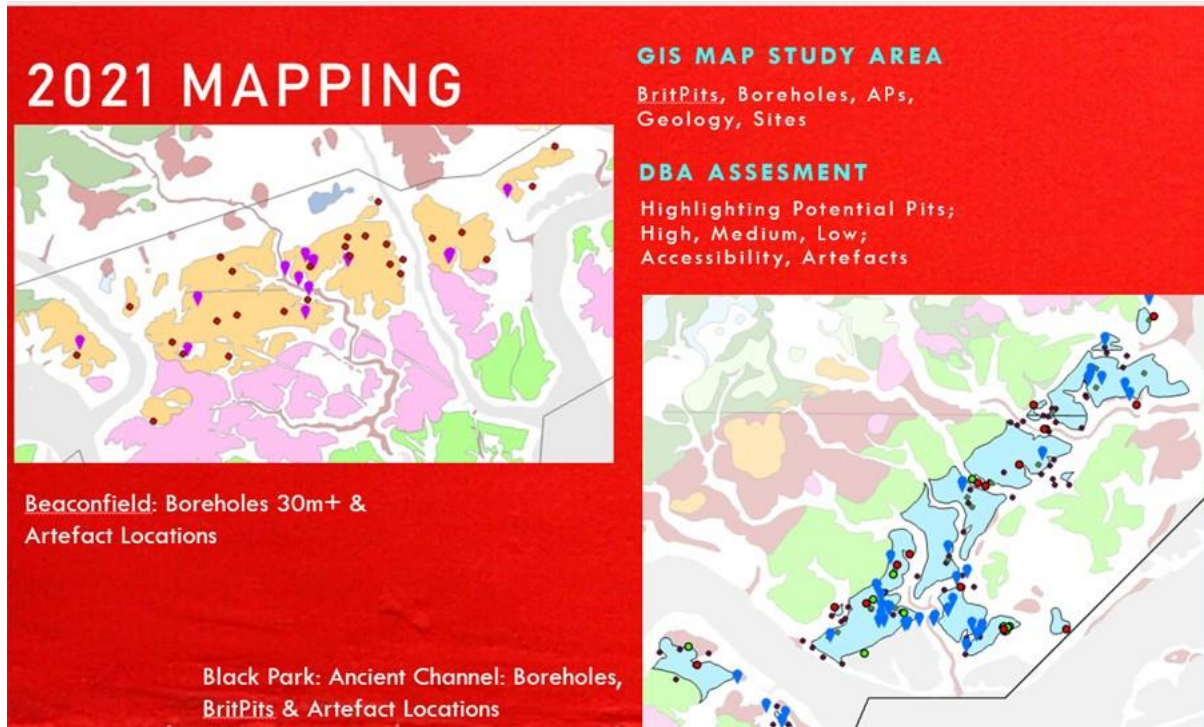 2021 MAPPING
GIS MAP STUDY AREA
BritPits, Boreholes, APs,
Geology, Sites
DBA ASSESMENT
Highlighting Potential Pits;
High, Medium, Low;
Accessibility, Artefacts
Beaconfield: Boreholes 30m+ &
Artefact Locations
Black Park: Ancient Channel: Boreholes,
BritPits & Artefact Locations